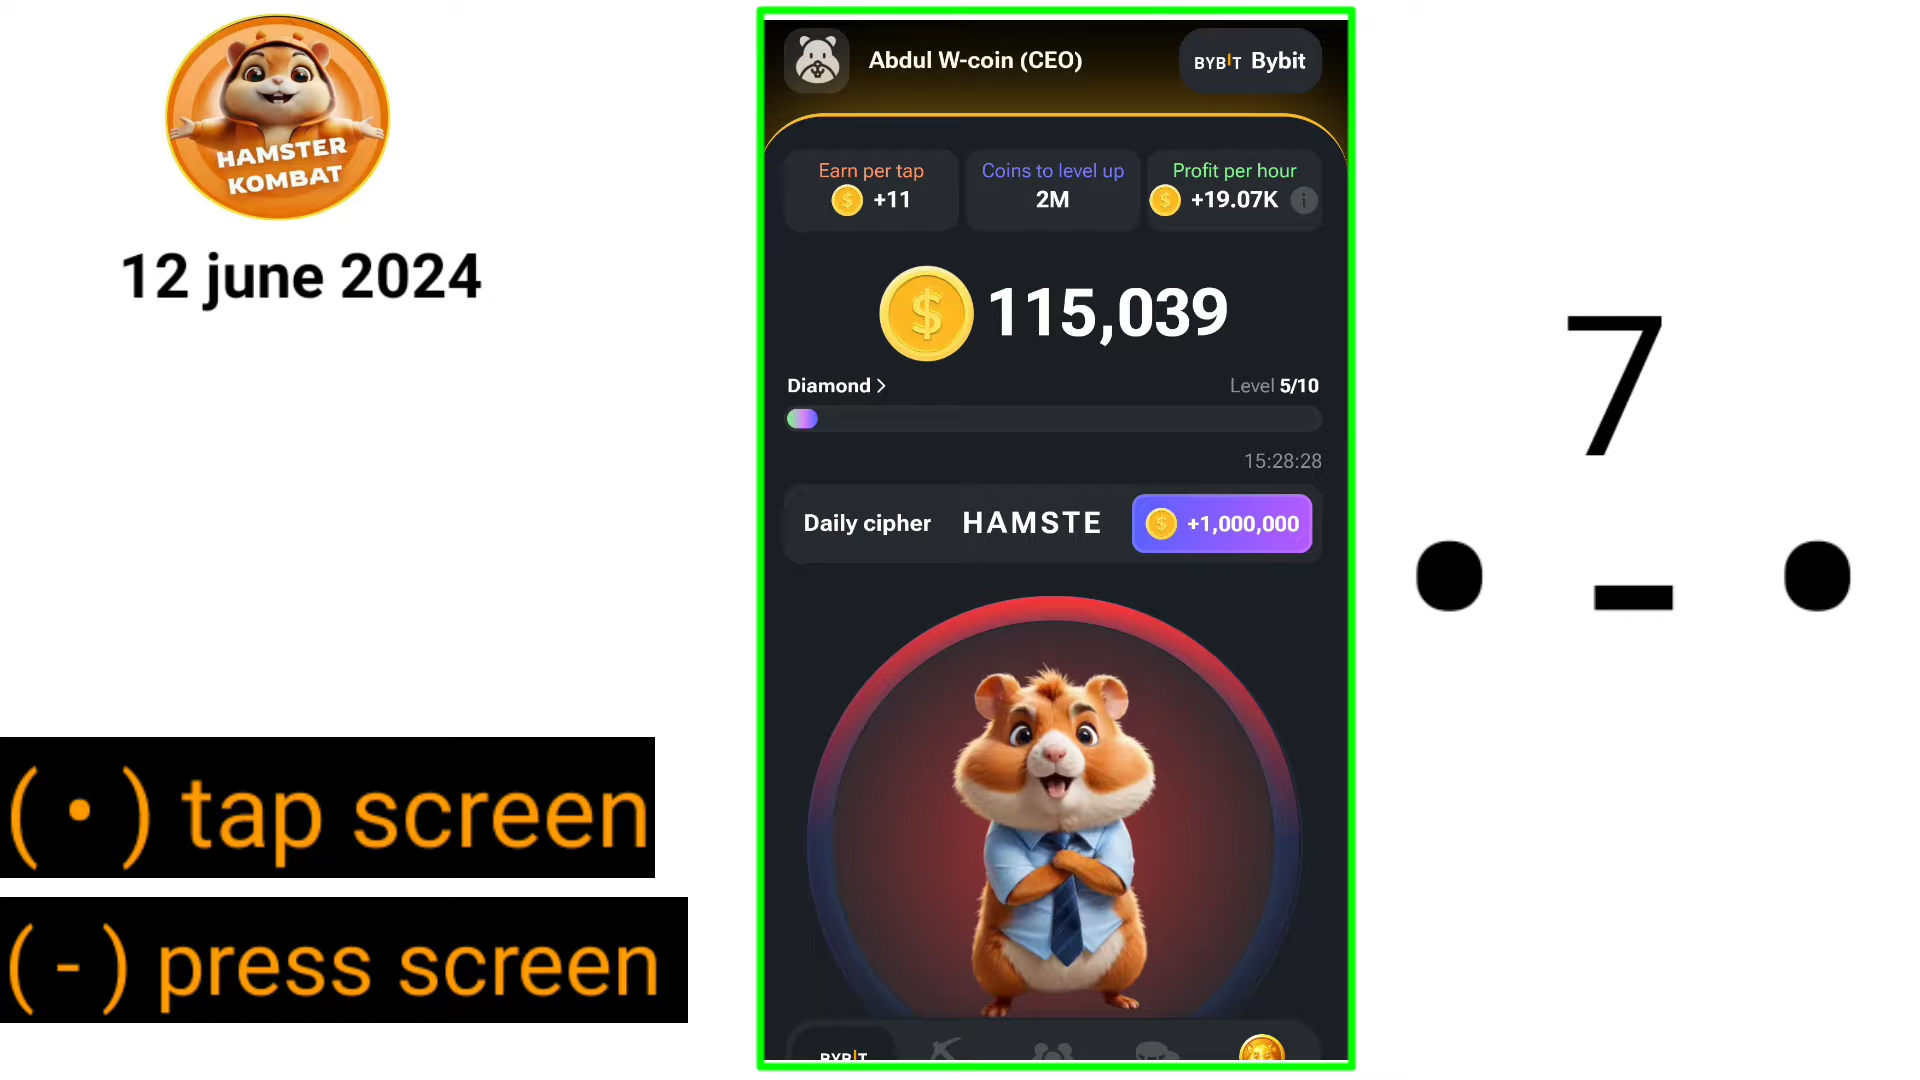 HAMSTER
KOMBAT
12 june 2024
( • ) tap screen
( - ) press screen
Abdul W-coin (CEO)
BYBIT Bybit
Earn per tap
+11
Coins to level up
2M
Profit per hour
+19.07K
115,039
Diamond >
Level 5/10
15:28:28
Daily cipher HAMSTE +1,000,000
BYBIT
7
• - •